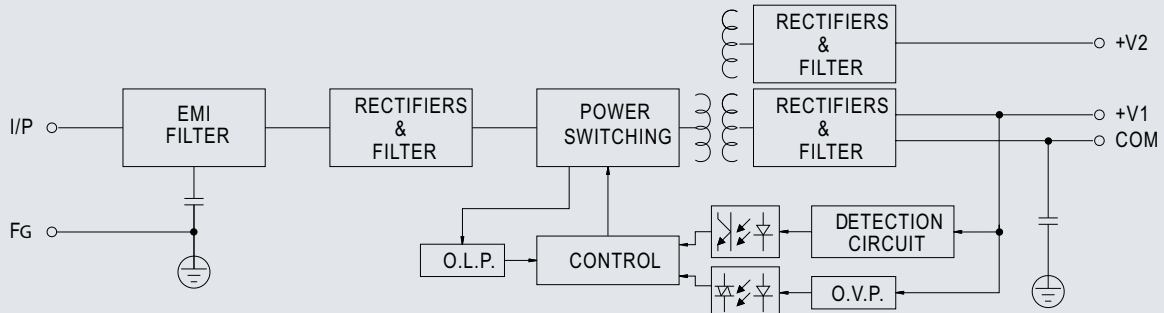 RECTIFIERS
&
FILTER
+V2
I/P
EMI
FILTER
RECTIFIERS
&
FILTER
POWER
SWITCHING
RECTIFIERS
&
FILTER
+V1
COM
FG
O.L.P.
CONTROL
DETECTION
CIRCUIT
O.V.P.